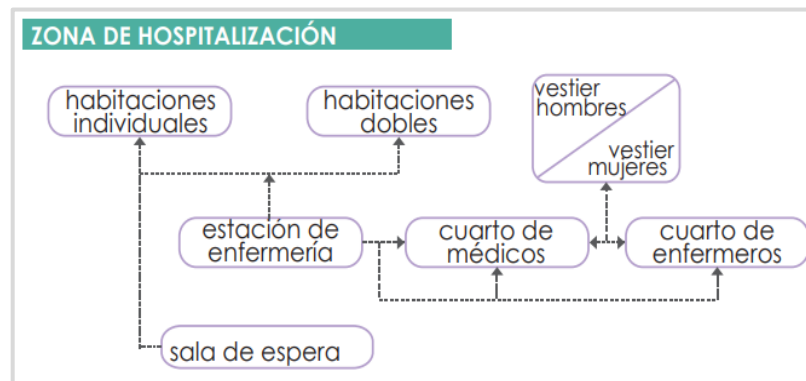 ZONA DE HOSPITALIZACIÓN
habitaciones
individuales
habitaciones
dobles
vestier
hombres
vestier
mujeres
estación de
enfermería
cuarto de
médicos
cuarto de
enfermeros
sala de espera